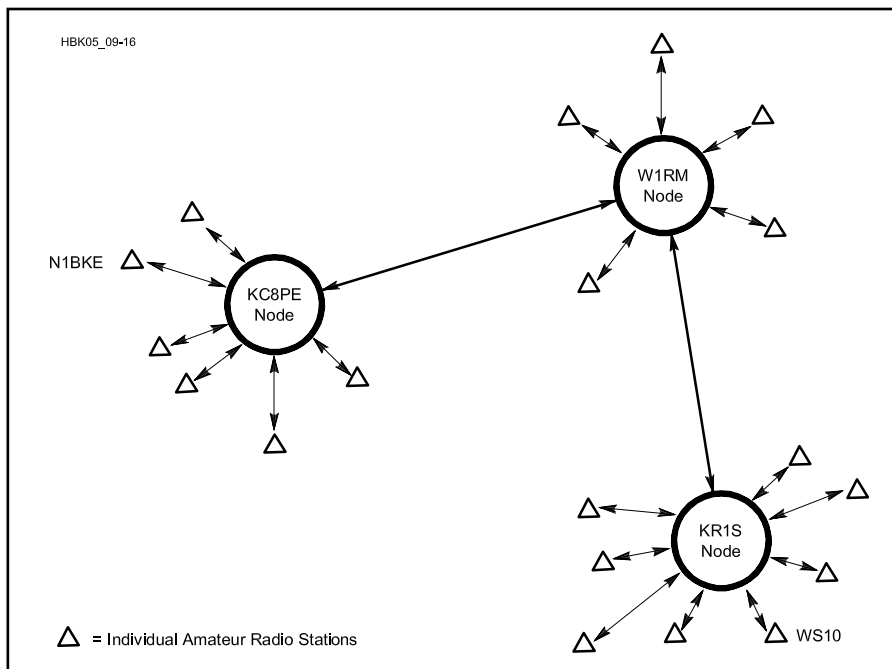 HBK05_09-16
W1RM
Node
N1BKE
KC8PE
Node
KR1S
Node
WS10
= Individual Amateur Radio Stations